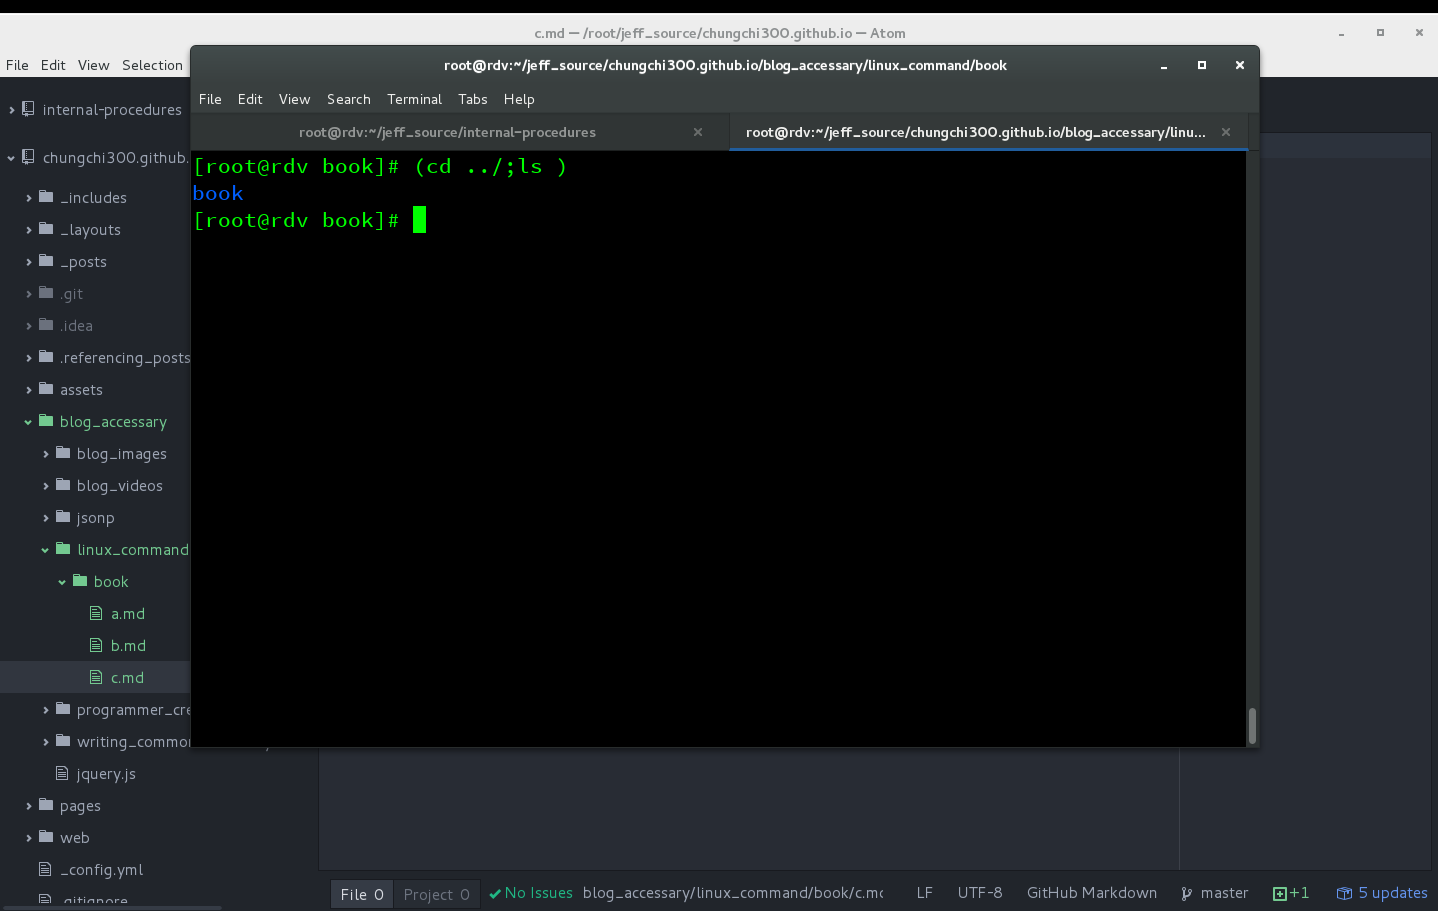 c.md — /root/jeff_source/chungchi300.github.io — Atom
File Edit View Selection
root@rdv:~/jeff_source/chungchi300.github.io/blog_accessary/linux_command/book
File Edit View Search Terminal Tabs Help
root@rdv:~/jeff_source/internal-procedures
root@rdv:~/jeff_source/chungchi300.github.io/blog_accessary/linu...
[root@rdv book]# (cd ../;ls )
book
[root@rdv book]#
internal-procedures
chungchi300.github.
_includes
_layouts
_posts
.git
.idea
.referencing_posts
assets
blog_accessary
blog_images
blog_videos
jsonp
linux_command
book
a.md
b.md
c.md
programmer_cre
writing_common
jquery.js
pages
web
_config.yml
.gitignore
File 0 Project 0 No Issues blog_accessary/linux_command/book/c.md LF UTF-8 GitHub Markdown master +1 5 updates